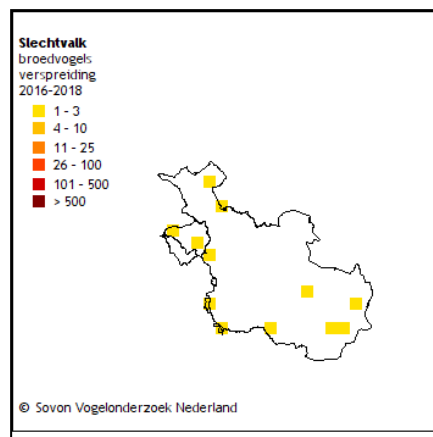 Slechtvalk
broedvogels
verspreiding
2016-2018
1 - 3
4 - 10
11 - 25
26 - 100
101 - 500
> 500
© Sovon Vogelonderzoek Nederland